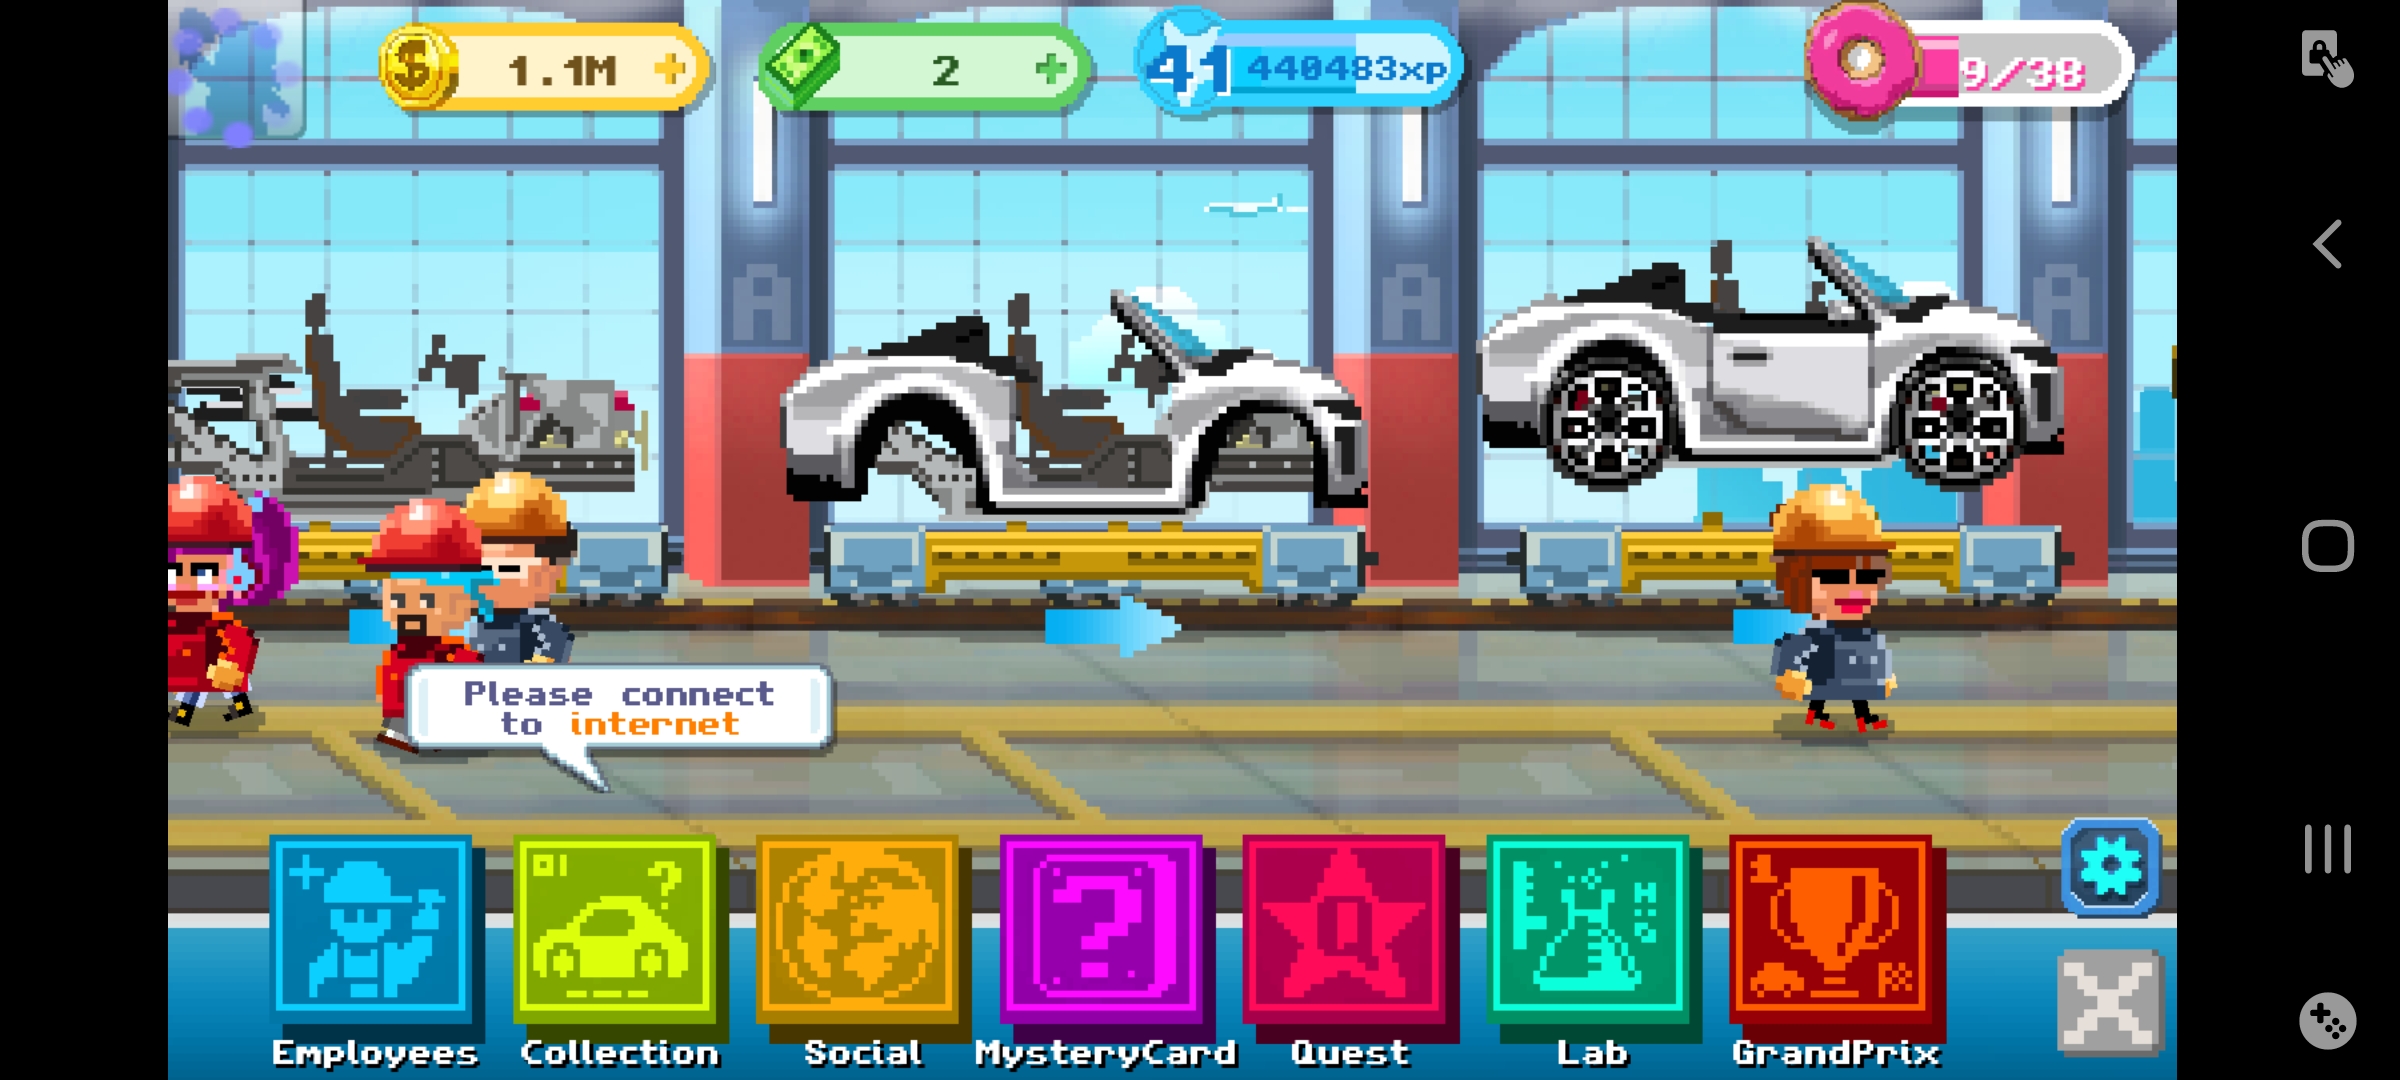 1.1M
2
41
440483xp
9/38
A
A
A
Please connect
to internet
Employees
Collection
Social
MysteryCard
Quest
Lab
GrandPrix